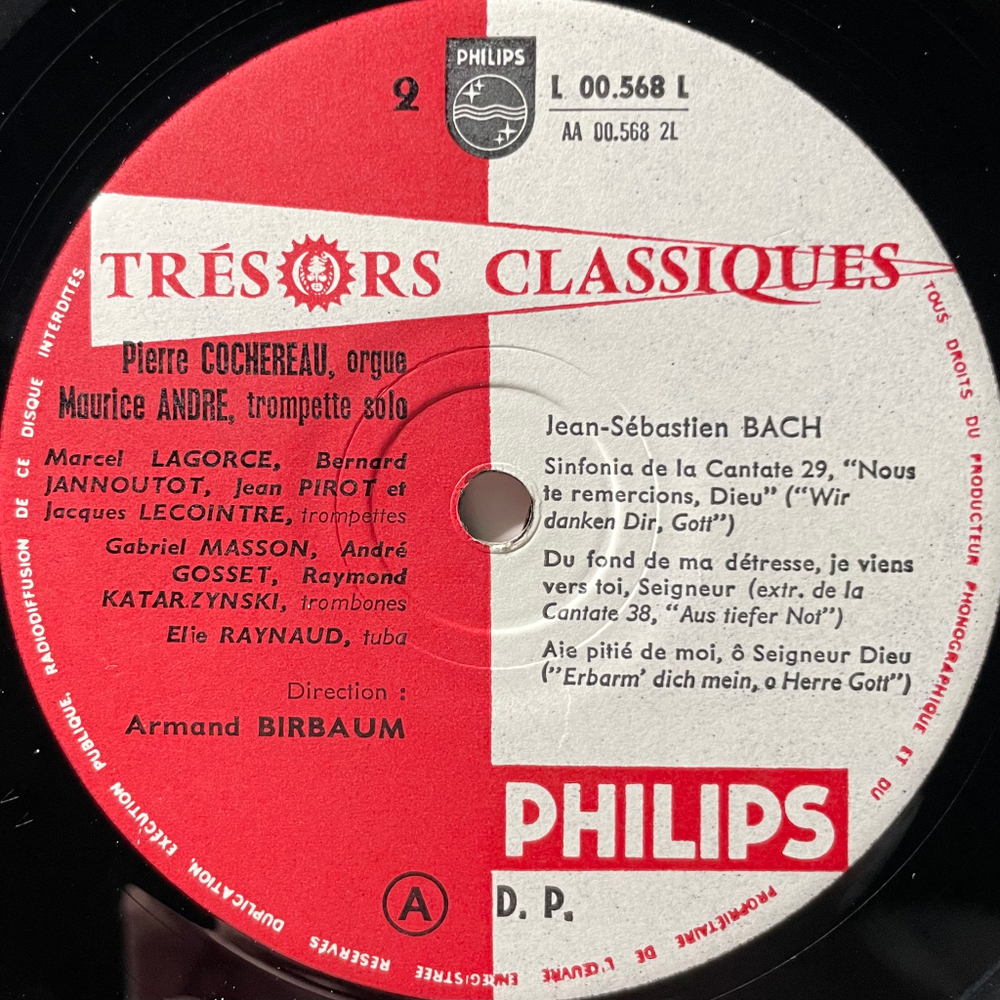 2
PHILIPS
L 00.568 L
AA 00.568 2L
TRÉSORS CLASSIQUES
Pierre COCHEREAU, orgue
Maurice ANDRE, trompette solo
Marcel LAGORCE, Bernard
JANNOUTOT, Jean PIROT et
Jacques LECOINTRE, trompettes
Gabriel MASSON, André
GOSSET, Raymond
KATARZYNSKI, trombones
Elie RAYNAUD, tuba
Direction :
Armand BIRBAUM
Jean-Sébastien BACH
Sinfonia de la Cantate 29, “Nous
te remercions, Dieu” (“Wir
danken Dir, Gott”)
Du fond de ma détresse, je viens
vers toi, Seigneur (extr. de la
Cantate 38, “Aus tiefer Not”)
Aie pitié de moi, ô Seigneur Dieu
(”Erbarm’ dich mein, o Herre Gott”)
PHILIPS
A
D. P.
TOUS DROITS DU PRODUCTEUR PHONOGRAPHIQUE ET DU PROPRIÉTAIRE DE L'ŒUVRE ENREGISTRÉE RÉSERVÉS DUPLICATION, EXÉCUTION PUBLIQUE, RADIODIFFUSION DE CE DISQUE INTERDITES